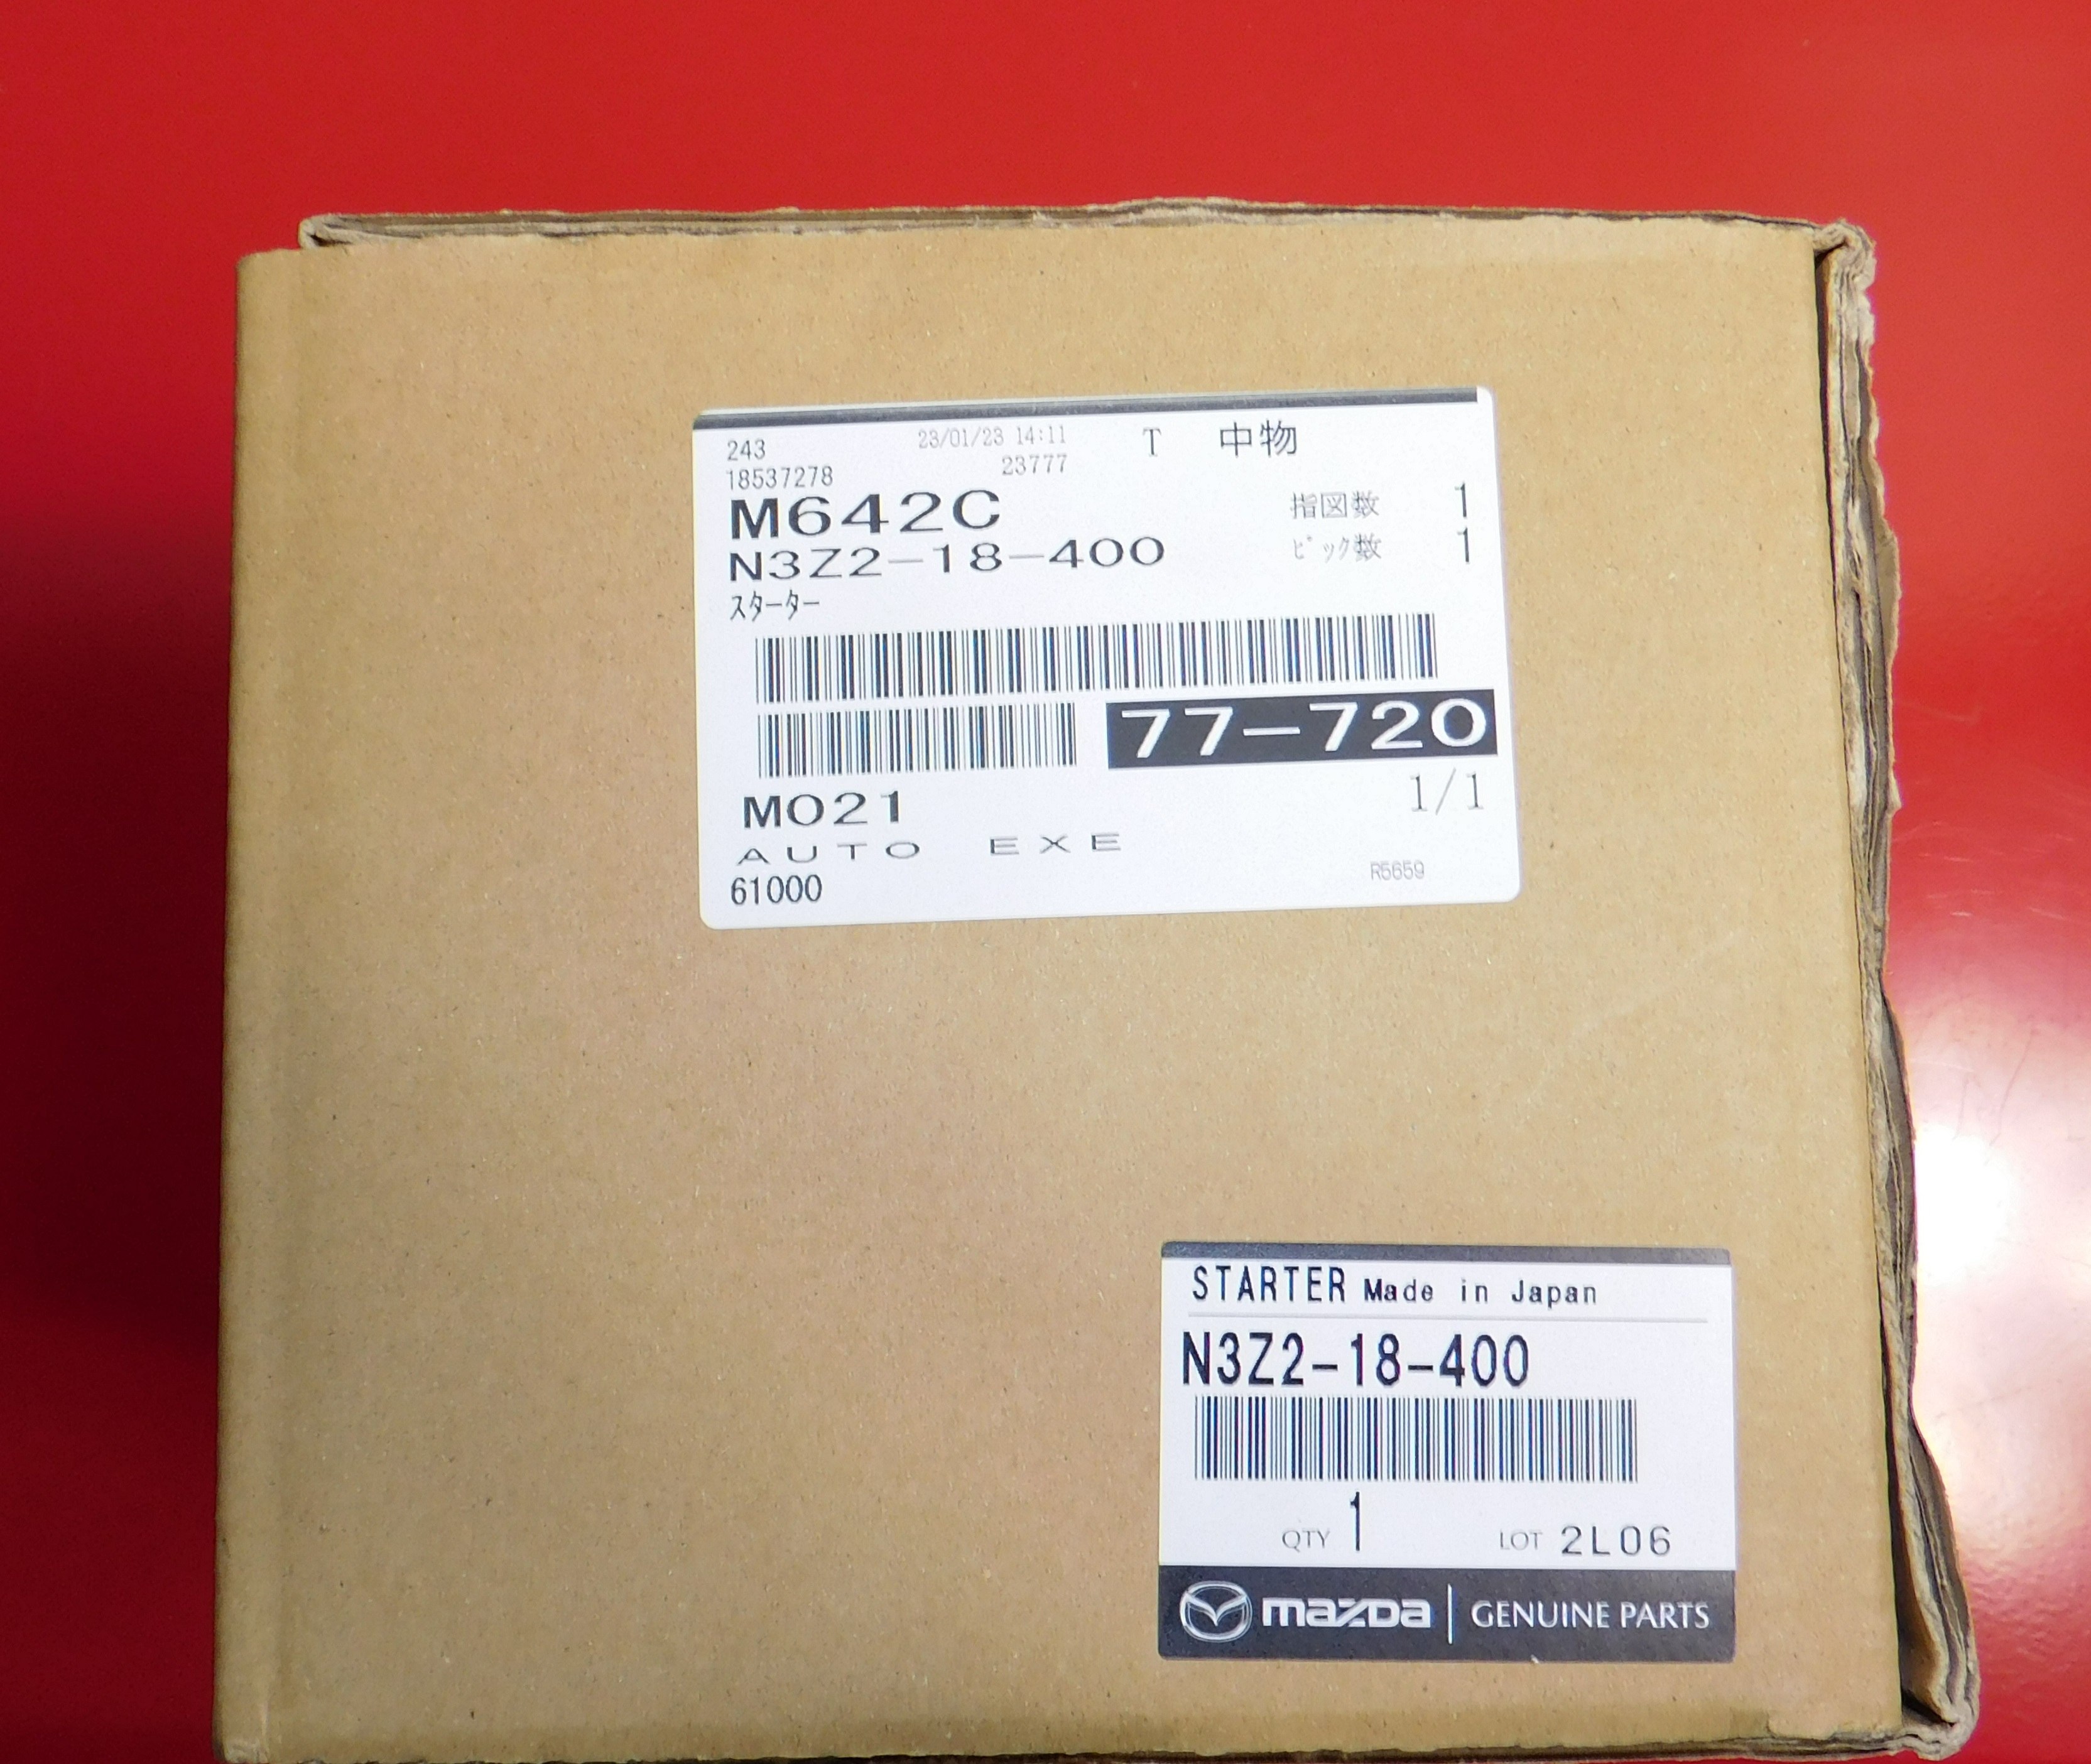 243 23/01/23 14:11 T 中物
18537278 23777
M642C 指図数 1
N3Z2-18-400 ピック数 1
スターター
77-720
M021 1/1
AUTO EXE
61000 R5659
STARTER Made in Japan
N3Z2-18-400
QTY 1 LOT 2L06
mazda GENUINE PARTS